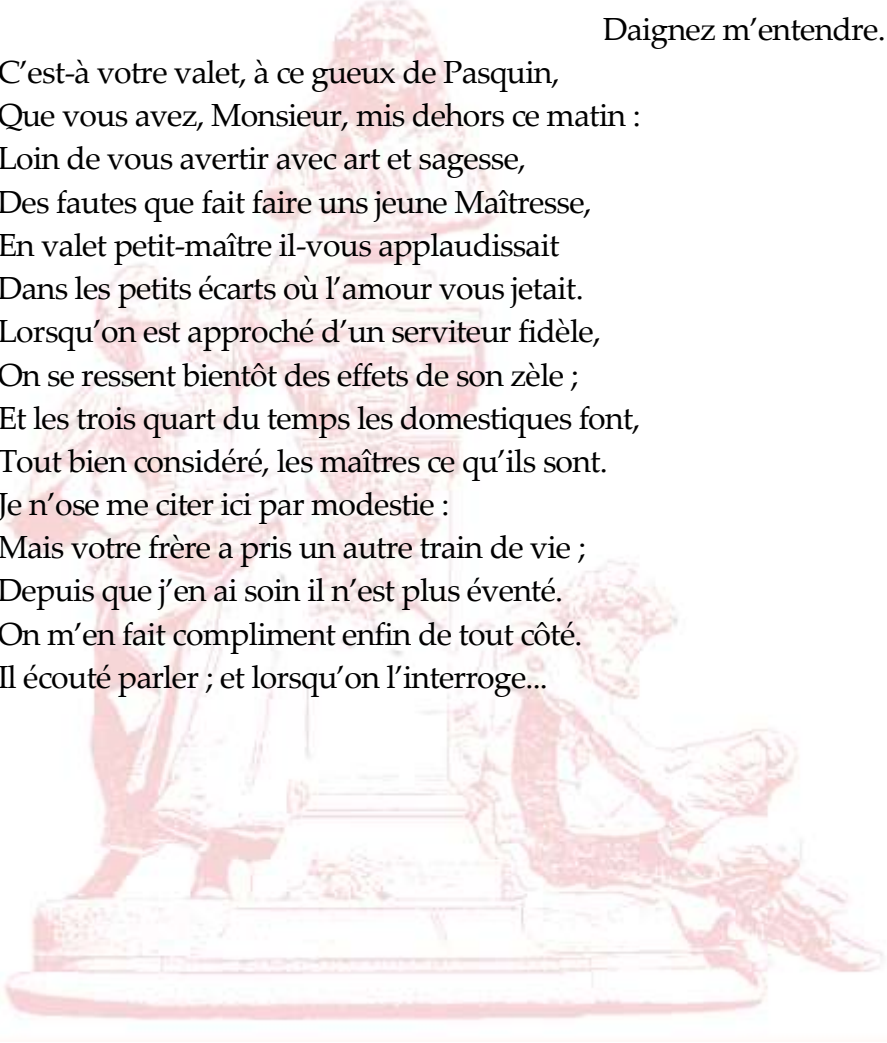 Daignez m’entendre.
C’est-à votre valet, à ce gueux de Pasquin,
Que vous avez, Monsieur, mis dehors ce matin :
Loin de vous avertir avec art et sagesse,
Des fautes que fait faire uns jeune Maîtresse,
En valet petit-maître il-vous applaudissait
Dans les petits écarts où l’amour vous jetait.
Lorsqu’on est approché d’un serviteur fidèle,
On se ressent bientôt des effets de son zèle ;
Et les trois quart du temps les domestiques font,
Tout bien considéré, les maîtres ce qu’ils sont.
Je n’ose me citer ici par modestie :
Mais votre frère a pris un autre train de vie ;
Depuis que j’en ai soin il n’est plus éventé.
On m’en fait compliment enfin de tout côté.
Il écouté parler ; et lorsqu’on l’interroge...